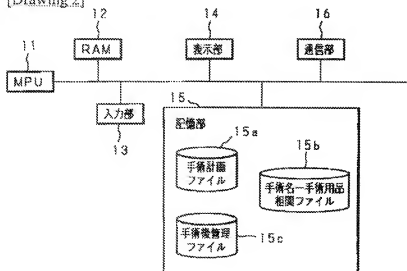 [Drawing 2]
12
14
16
11
RAM
表示部
通信部
MPU
入力部
13
15
記憶部
15a
手術計画
ファイル
15b
手術名ー手術用品
相関ファイル
手術後管理
ファイル
15c